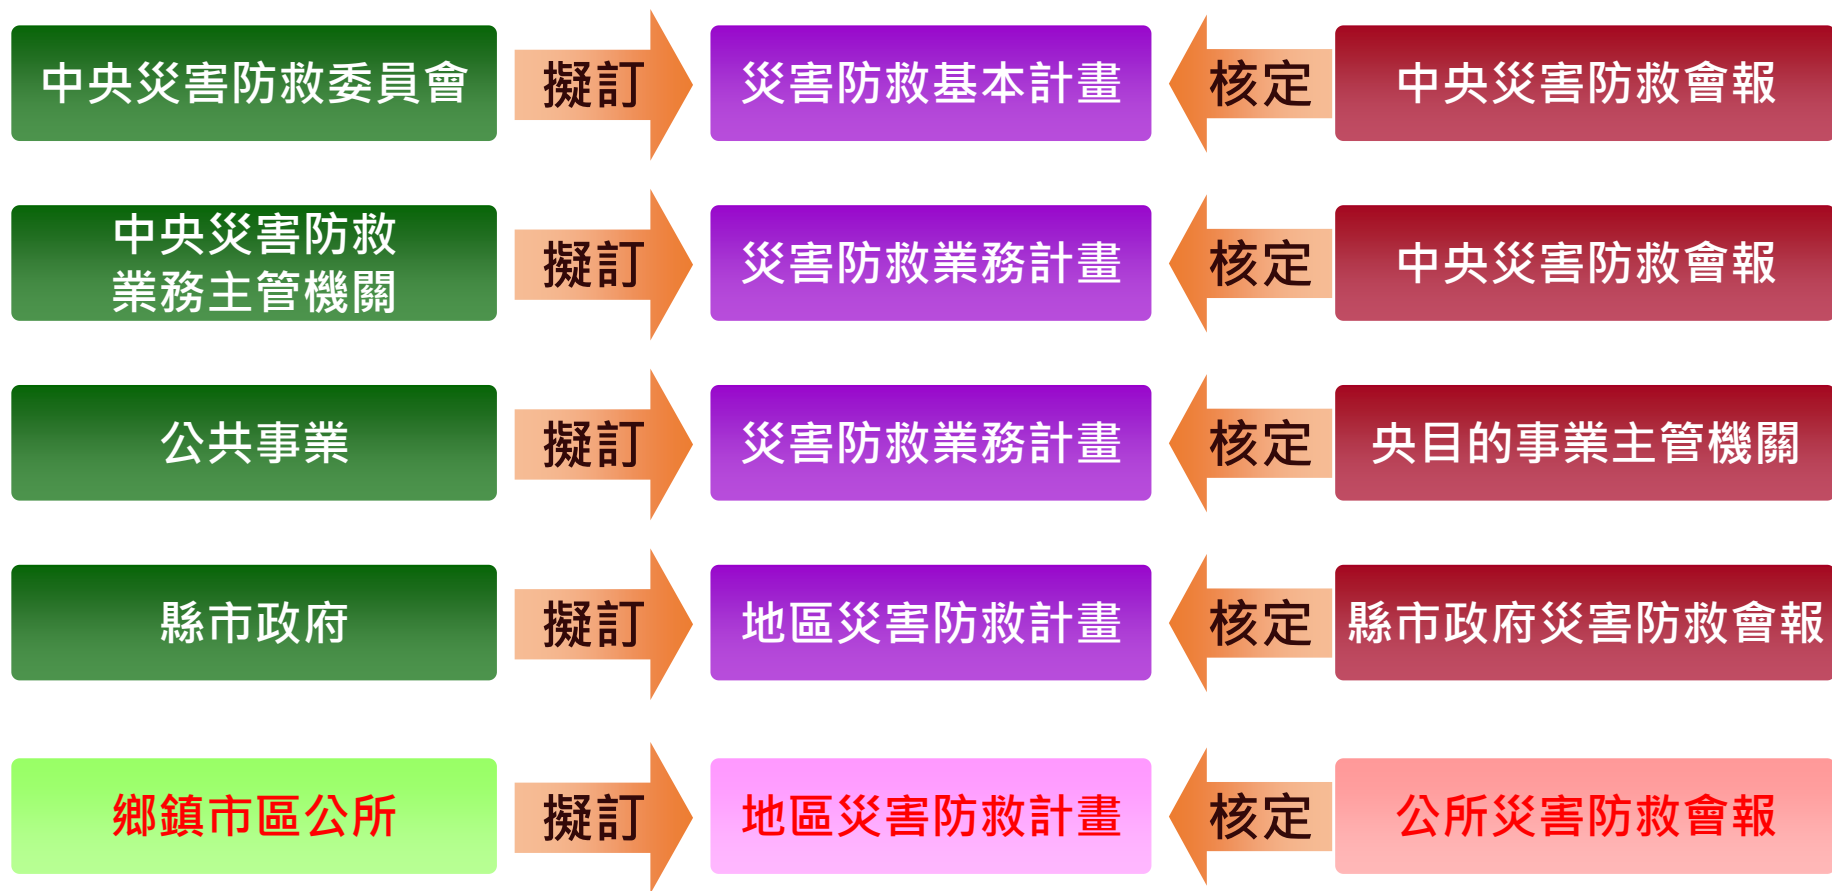 中央災害防救委員會
擬訂
災害防救基本計畫
核定
中央災害防救會報
中央災害防救
業務主管機關
擬訂
災害防救業務計畫
核定
中央災害防救會報
公共事業
擬訂
災害防救業務計畫
核定
央目的事業主管機關
縣市政府
擬訂
地區災害防救計畫
核定
縣市政府災害防救會報
鄉鎮市區公所
擬訂
地區災害防救計畫
核定
公所災害防救會報